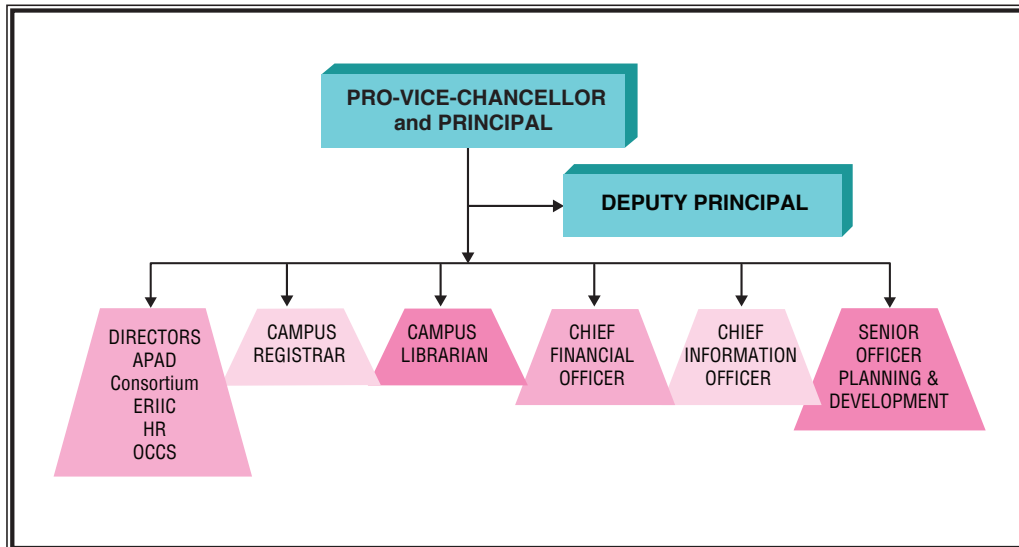 PRO-VICE-CHANCELLOR
and PRINCIPAL
DEPUTY PRINCIPAL
DIRECTORS
APAD
Consortium
ERIIC
HR
OCCS
CAMPUS
REGISTRAR
CAMPUS
LIBRARIAN
CHIEF
FINANCIAL
OFFICER
CHIEF
INFORMATION
OFFICER
SENIOR
OFFICER
PLANNING &
DEVELOPMENT